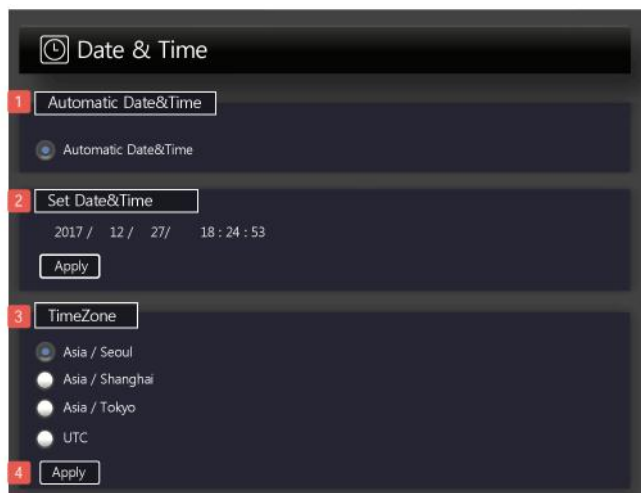 Date & Time
1 Automatic Date&Time
Automatic Date&Time
2 Set Date&Time
2017 / 12 / 27/ 18 : 24 : 53
Apply
3 TimeZone
Asia / Seoul
Asia / Shanghai
Asia / Tokyo
UTC
4 Apply